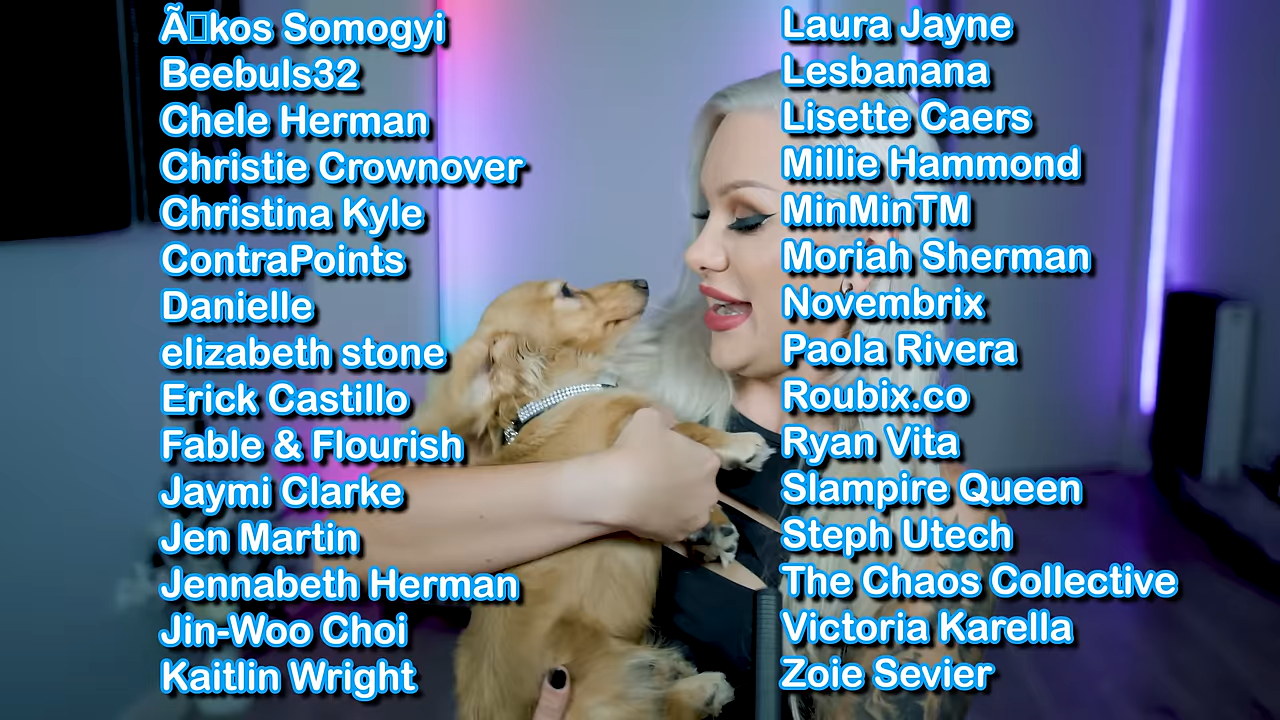 Ã▯kos Somogyi
Beebuls32
Chele Herman
Christie Crownover
Christina Kyle
ContraPoints
Danielle
elizabeth stone
Erick Castillo
Fable & Flourish
Jaymi Clarke
Jen Martin
Jennabeth Herman
Jin-Woo Choi
Kaitlin Wright
Laura Jayne
Lesbanana
Lisette Caers
Millie Hammond
MinMinTM
Moriah Sherman
Novembrix
Paola Rivera
Roubix.co
Ryan Vita
Slampire Queen
Steph Utech
The Chaos Collective
Victoria Karella
Zoie Sevier